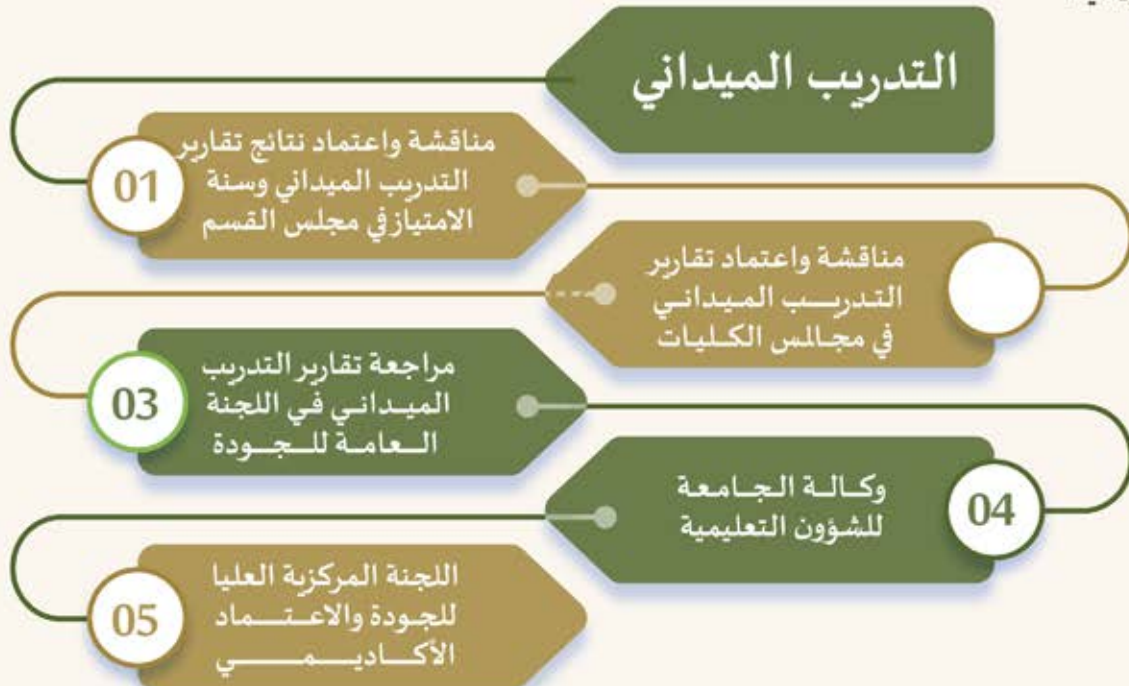 التدريب الميداني
01
مناقشة واعتماد نتائج تقارير
التدريب الميداني وسنة
الامتياز في مجلس القسم
مناقشة واعتماد تقارير
التدريب الميداني
في مجالس الكليات
03
مراجعة تقارير التدريب
الميداني في اللجنة
العامة للجودة
04
وكالة الجامعة
للشؤون التعليمية
05
اللجنة المركزية العليا
للجودة والاعتماد
الأكاديمي